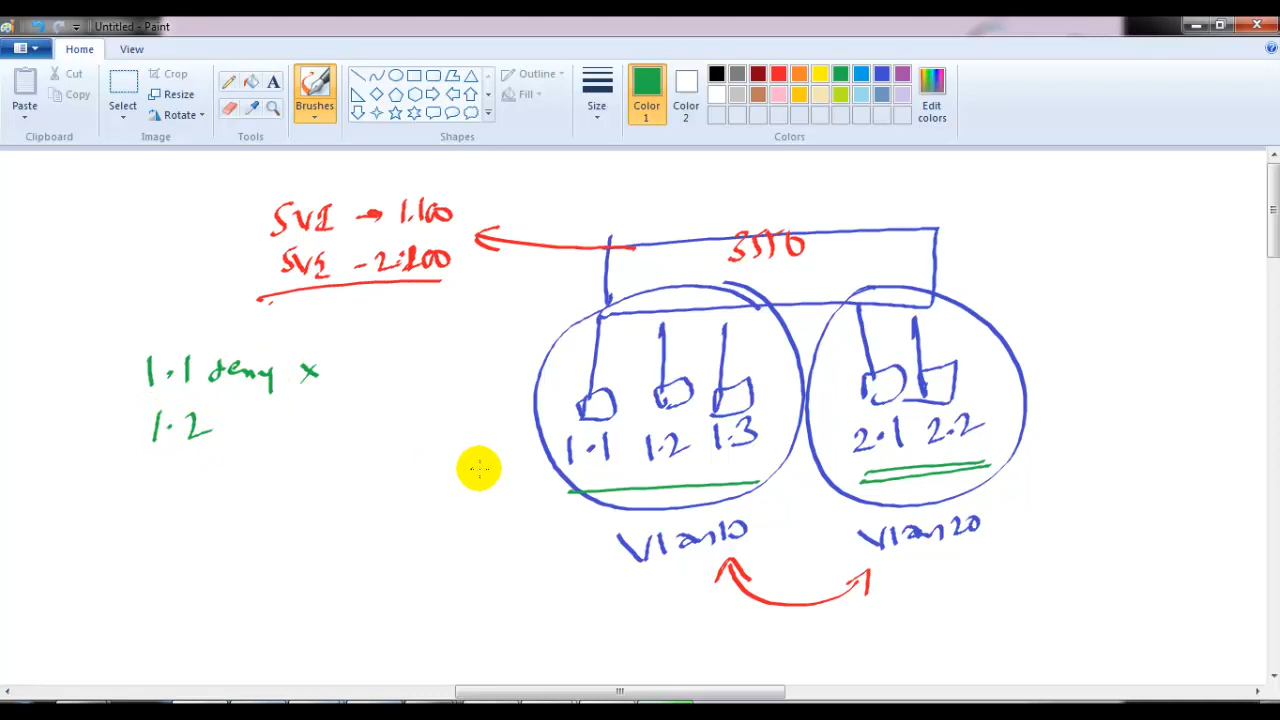 Untitled - Paint
Home
View
Paste
Cut
Copy
Clipboard
Select
Crop
Resize
Rotate
Image
Tools
Brushes
Shapes
Outline
Fill
Size
Color 1
Color 2
Edit colors
Colors
SVI → 1.100
SVI - 2.100
3550
1.1 deny x
1.2
1.1 1.2 1.3
2.1 2.2
Vlan10
Vlan20